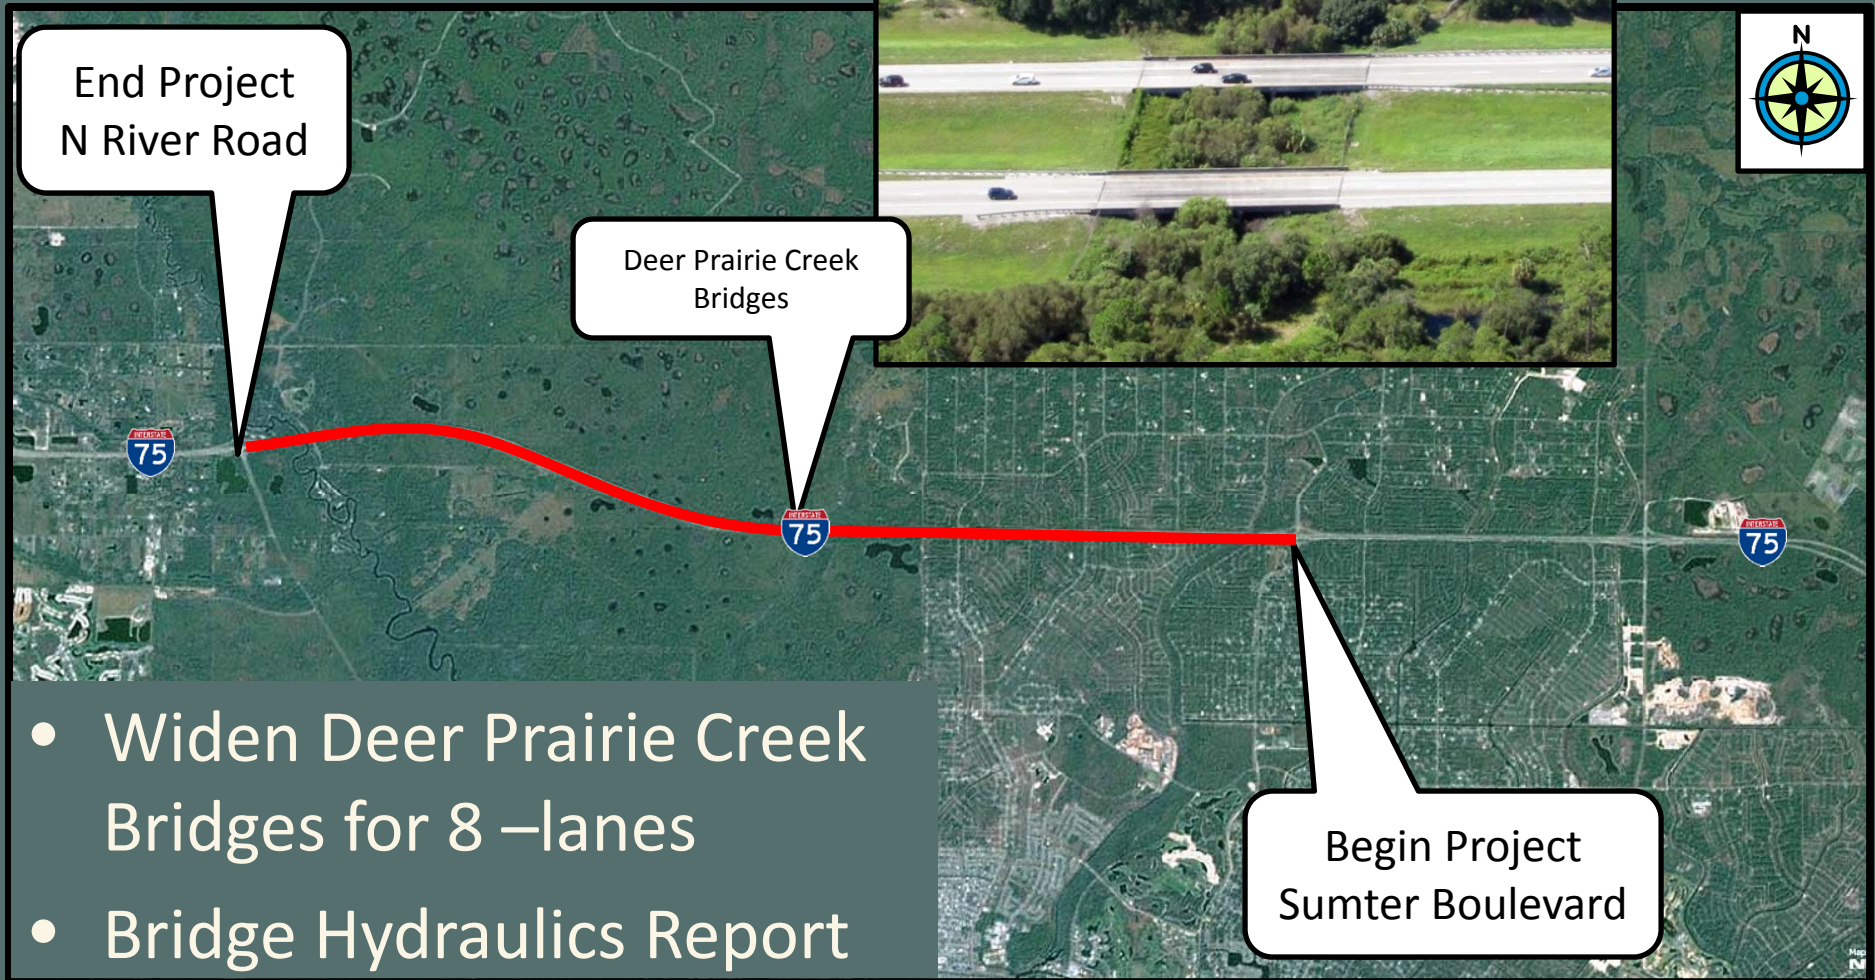 End Project
N River Road
N
Deer Prairie Creek
Bridges
INTERSTATE
75
INTERSTATE
75
INTERSTATE
75
• Widen Deer Prairie Creek
Bridges for 8 –lanes
• Bridge Hydraulics Report
Begin Project
Sumter Boulevard
Map
N